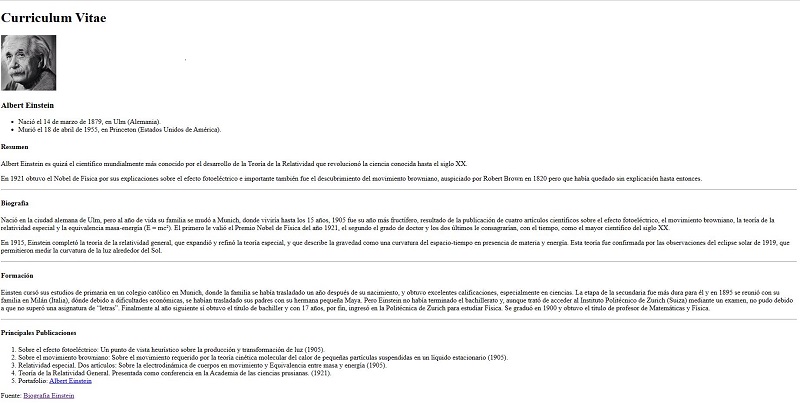 Curriculum Vitae
Albert Einstein
Nació el 14 de marzo de 1879, en Ulm (Alemania).
Murió el 18 de abril de 1955, en Princeton (Estados Unidos de América).
Resumen
Albert Einstein es quizá el científico mundialmente más conocido por el desarrollo de la Teoría de la Relatividad que revolucionó la ciencia conocida hasta el siglo XX.
En 1921 obtuvo el Nobel de Física por sus explicaciones sobre el efecto fotoeléctrico e importante también fue el descubrimiento del movimiento browniano, auspiciado por Robert Brown en 1820 pero que había quedado sin explicación hasta entonces.
Biografía
Nació en la ciudad alemana de Ulm, pero al año de vida su familia se mudó a Munich, donde viviría hasta los 15 años, 1905 fue su año más fructífero, resultado de la publicación de cuatro artículos científicos sobre el efecto fotoeléctrico, el movimiento browniano, la teoría de la
relatividad especial y la equivalencia masa-energía (E = mc²). El primero le valió el Premio Nobel de Física del año 1921, el segundo el grado de doctor y los dos últimos le consagrarían, con el tiempo, como el mayor científico del siglo XX.
En 1915, Einstein completó la teoría de la relatividad general, que expandió y refinó la teoría especial, y que describe la gravedad como una curvatura del espacio-tiempo en presencia de materia y energía. Esta teoría fue confirmada por las observaciones del eclipse solar de 1919, que
permitieron medir la curvatura de la luz alrededor del Sol.
Formación
Einsten cursó sus estudios de primaria en un colegio católico en Munich, donde la familia se había trasladado un año después de su nacimiento, y obtuvo excelentes calificaciones, especialmente en ciencias. La etapa de la secundaria fue más dura para él y en 1895 se reunió con su
familia en Milán (Italia), dónde debido a dificultades económicas, se habían trasladado sus padres con su hermana pequeña Maya. Pero Einstein no había terminado el bachillerato y, aunque trató de acceder al Instituto Politécnico de Zurich (Suiza) mediante un examen, no pudo debido
a que no superó una asignatura de "letras". Finalmente al año siguiente sí obtuvo el título de bachiller y con 17 años, por fin, ingresó en la Politécnica de Zurich para estudiar Física. Se graduó en 1900 y obtuvo el título de profesor de Matemáticas y Física.
Principales Publicaciones
1. Sobre el efecto fotoeléctrico: Un punto de vista heurístico sobre la producción y transformación de luz (1905).
2. Sobre el movimiento browniano: Sobre el movimiento requerido por la teoría cinética molecular del calor de pequeñas partículas suspendidas en un líquido estacionario (1905).
3. Relatividad especial. Dos artículos: Sobre la electrodinámica de cuerpos en movimiento y Equivalencia entre masa y energía (1905).
4. Teoría de la Relatividad General. Presentada como conferencia en la Academia de las ciencias prusianas. (1921).
5. Portafolio: Albert Einstein
Fuente: Biografía Einstein